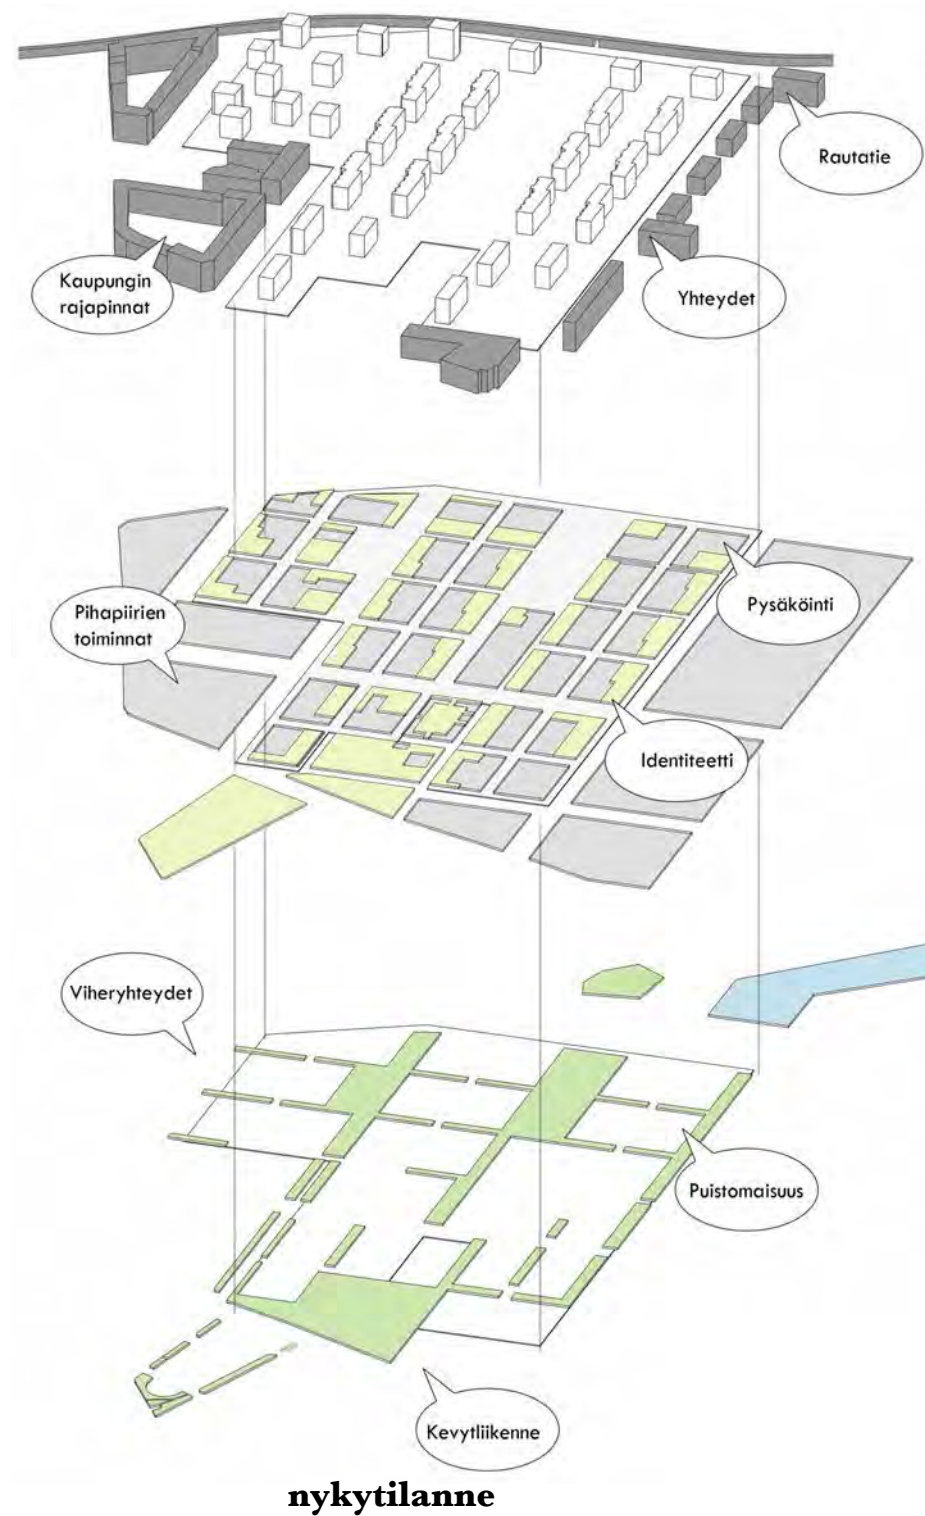 Rautatie
Kaupungin
rajapinnat
Yhteydet
Pysäköinti
Pihapiirien
toiminnat
Identiteetti
Viheryhteydet
Puistomaisuus
Kevytliikenne
nykytilanne